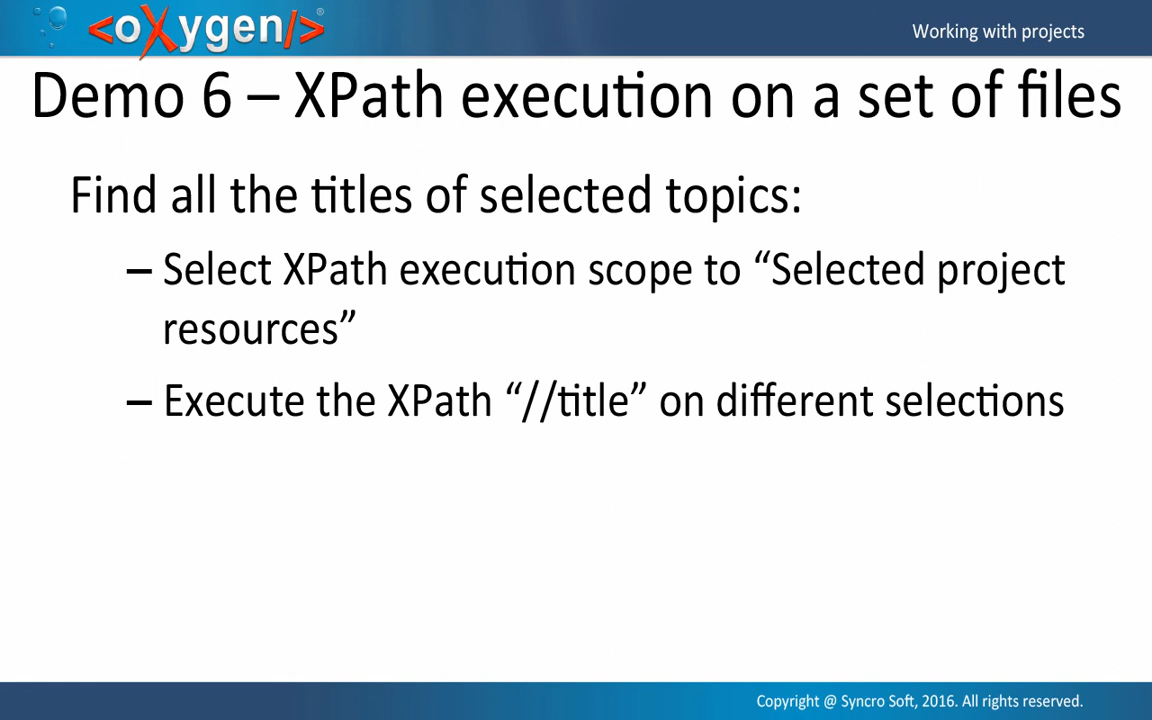 <oXygen/>®
Working with projects
Demo 6 – XPath execution on a set of files
Find all the titles of selected topics:
– Select XPath execution scope to “Selected project
resources”
– Execute the XPath “//title” on different selections
Copyright @ Syncro Soft, 2016. All rights reserved.